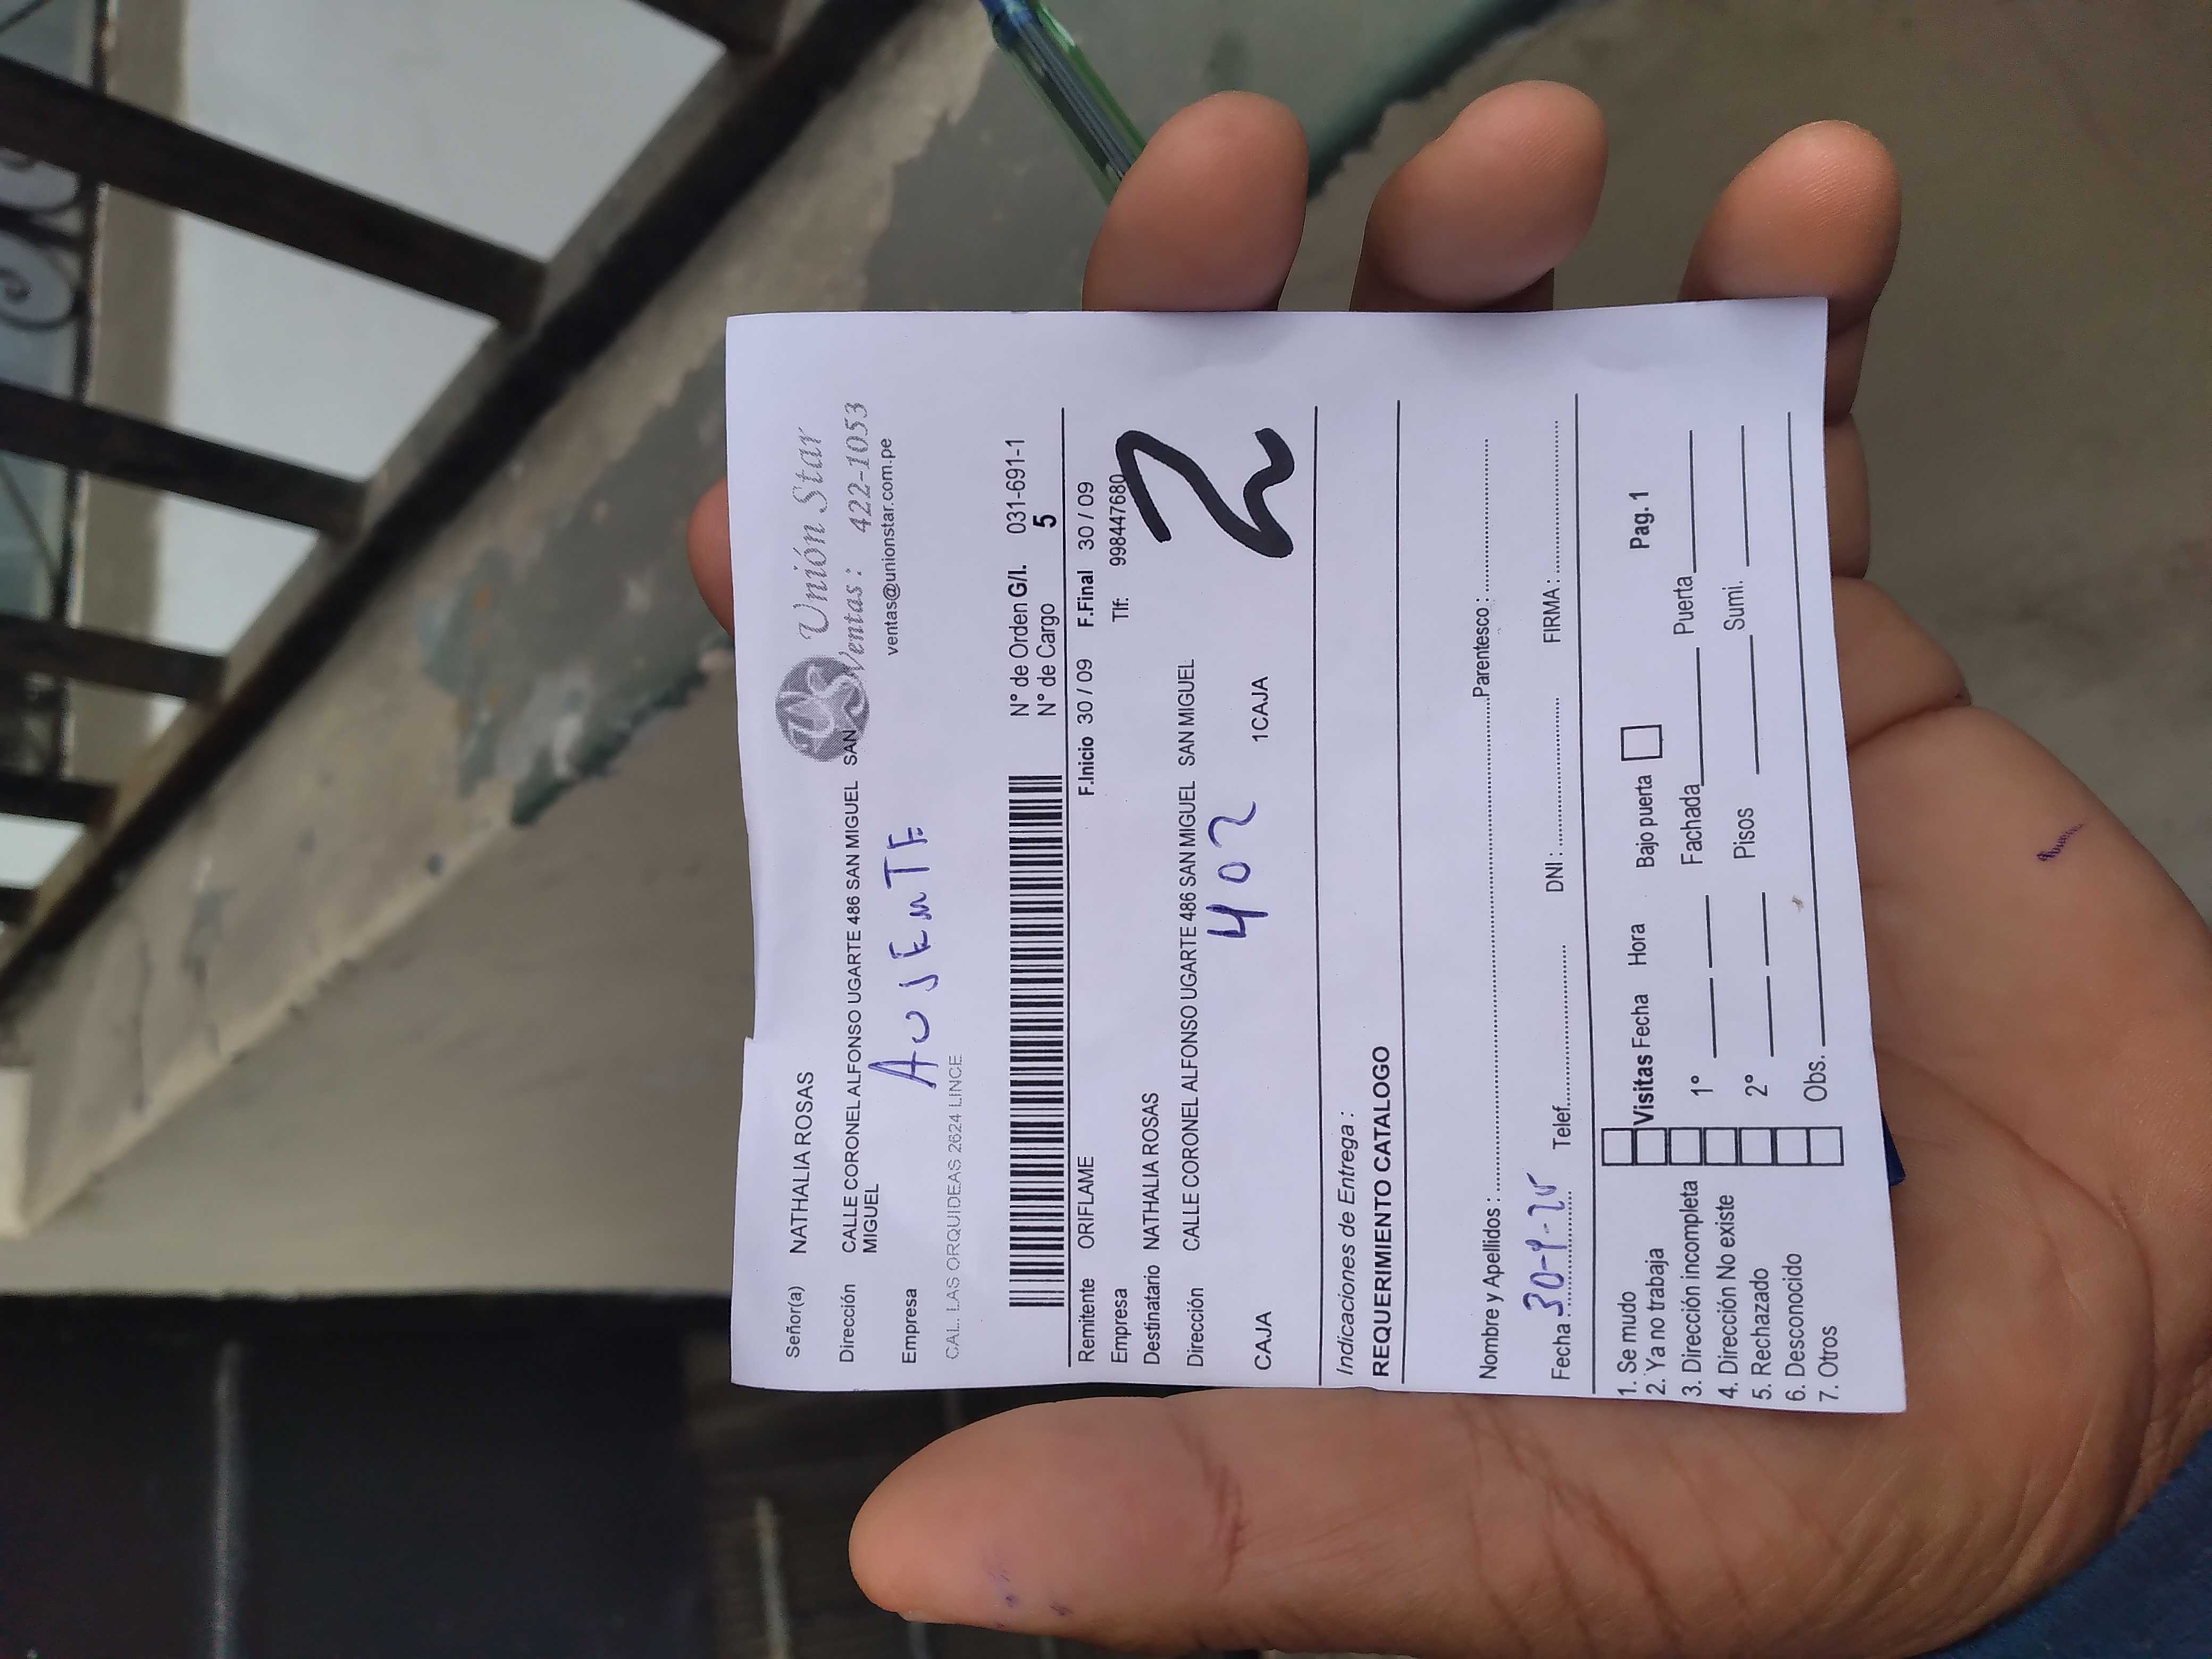 Señor(a) NATHALIA ROSAS
Unión Star
Dirección CALLE CORONEL ALFONSO UGARTE 486 SAN MIGUEL SAN
MIGUEL
Ventas: 422-1053
ventas@unionstar.com.pe
Empresa
AUSENTE
CAL. LAS ORQUIDEAS 2624 LINCE
N° de Orden G/I. 031-691-1
N° de Cargo 5
Remitente ORIFLAME F.Inicio 30 / 09 F.Final 30 / 09
Empresa Tlf: 998447680
Destinatario NATHALIA ROSAS
Dirección CALLE CORONEL ALFONSO UGARTE 486 SAN MIGUEL SAN MIGUEL
402
2
CAJA 1CAJA
Indicaciones de Entrega :
REQUERIMIENTO CATALOGO
Nombre y Apellidos : Parentesco :
Fecha : 30-9-25 Telef. DNI : FIRMA :
1. Se mudo
2. Ya no trabaja
3. Dirección incompleta
4. Dirección No existe
5. Rechazado
6. Desconocido
7. Otros
Visitas Fecha Hora Bajo puerta Pag. 1
1° Fachada Puerta
2° Pisos Sumi.
Obs.